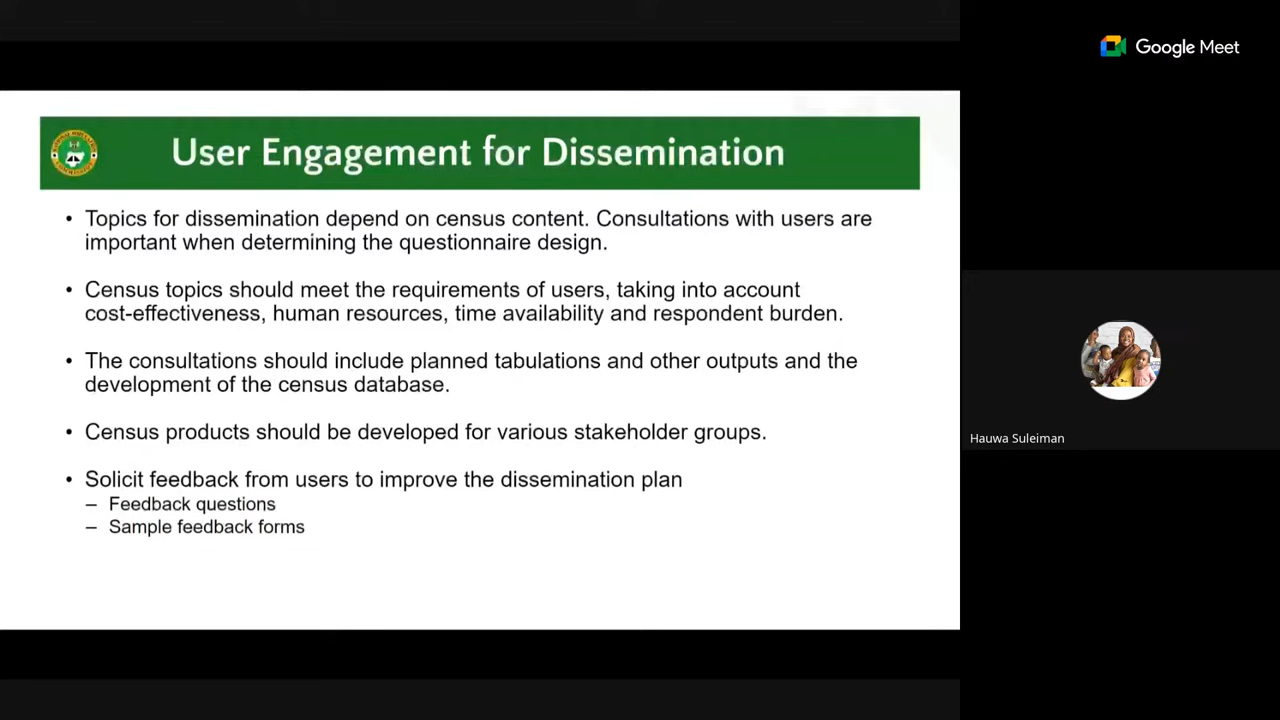 Google Meet
User Engagement for Dissemination
• Topics for dissemination depend on census content. Consultations with users are
important when determining the questionnaire design.
• Census topics should meet the requirements of users, taking into account
cost-effectiveness, human resources, time availability and respondent burden.
• The consultations should include planned tabulations and other outputs and the
development of the census database.
• Census products should be developed for various stakeholder groups.
• Solicit feedback from users to improve the dissemination plan
– Feedback questions
– Sample feedback forms
Hauwa Suleiman